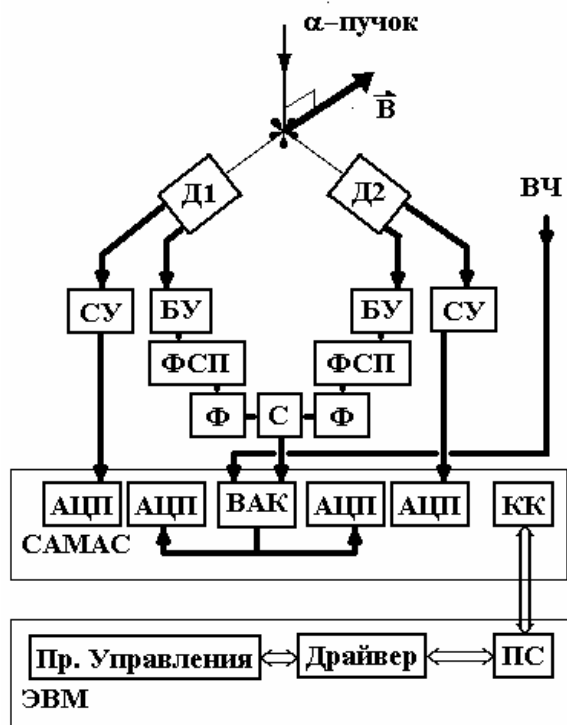 α-пучок
B
Д1 Д2 ВЧ
СУ БУ БУ СУ
ФСП ФСП
Ф С Ф
АЦП АЦП ВАК АЦП АЦП КК
САМАС
Пр. Управления Драйвер ПС
ЭВМ